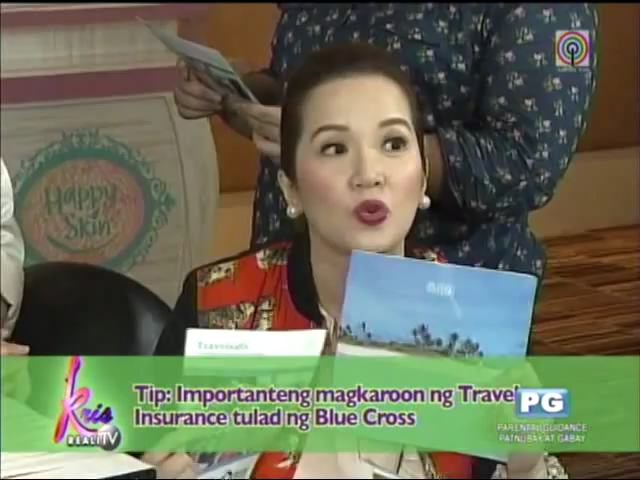 Happy
Skin
Travelsafe
Tip: Importanteng magkaroon ng Travel
Insurance tulad ng Blue Cross
Kris
REALITV
PG
PARENTAL GUIDANCE
PATNUBAY AT GABAY